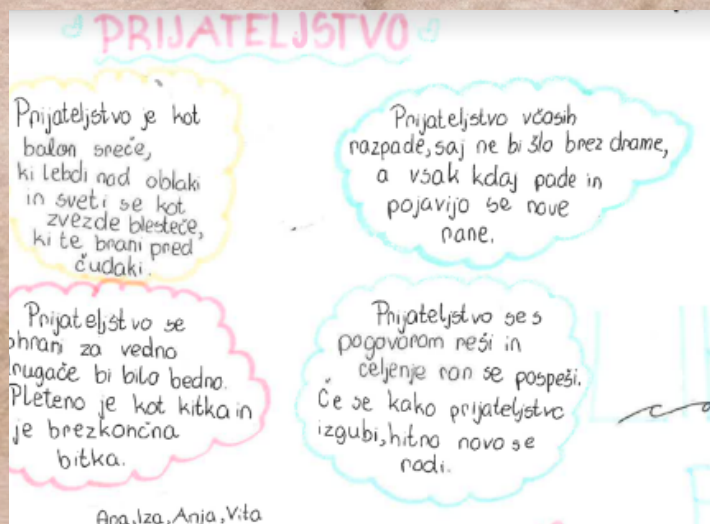 PRIJATELJSTVO
Prijateljstvo je kot
balon sreče,
ki lebdi nad oblaki
in sveti se kot
zvezde blesteče,
ki te brani pred
čudaki.
Prijateljstvo včasih
razpade, saj ne bi šlo brez drame,
a vsak kdaj pade in
pojavijo se nove
rane.
Prijateljstvo se
ohrani za vedno
rugače bi bilo bedno.
Pleteno je kot kitka in
je brezkončna
bitka.
Prijateljstvo se s
pogovorom reši in
celjenje ran se pospeši.
Če se kako prijateljstvo
izgubi, hitro novo se
rodi.
Ana, Iza, Anja, Vita